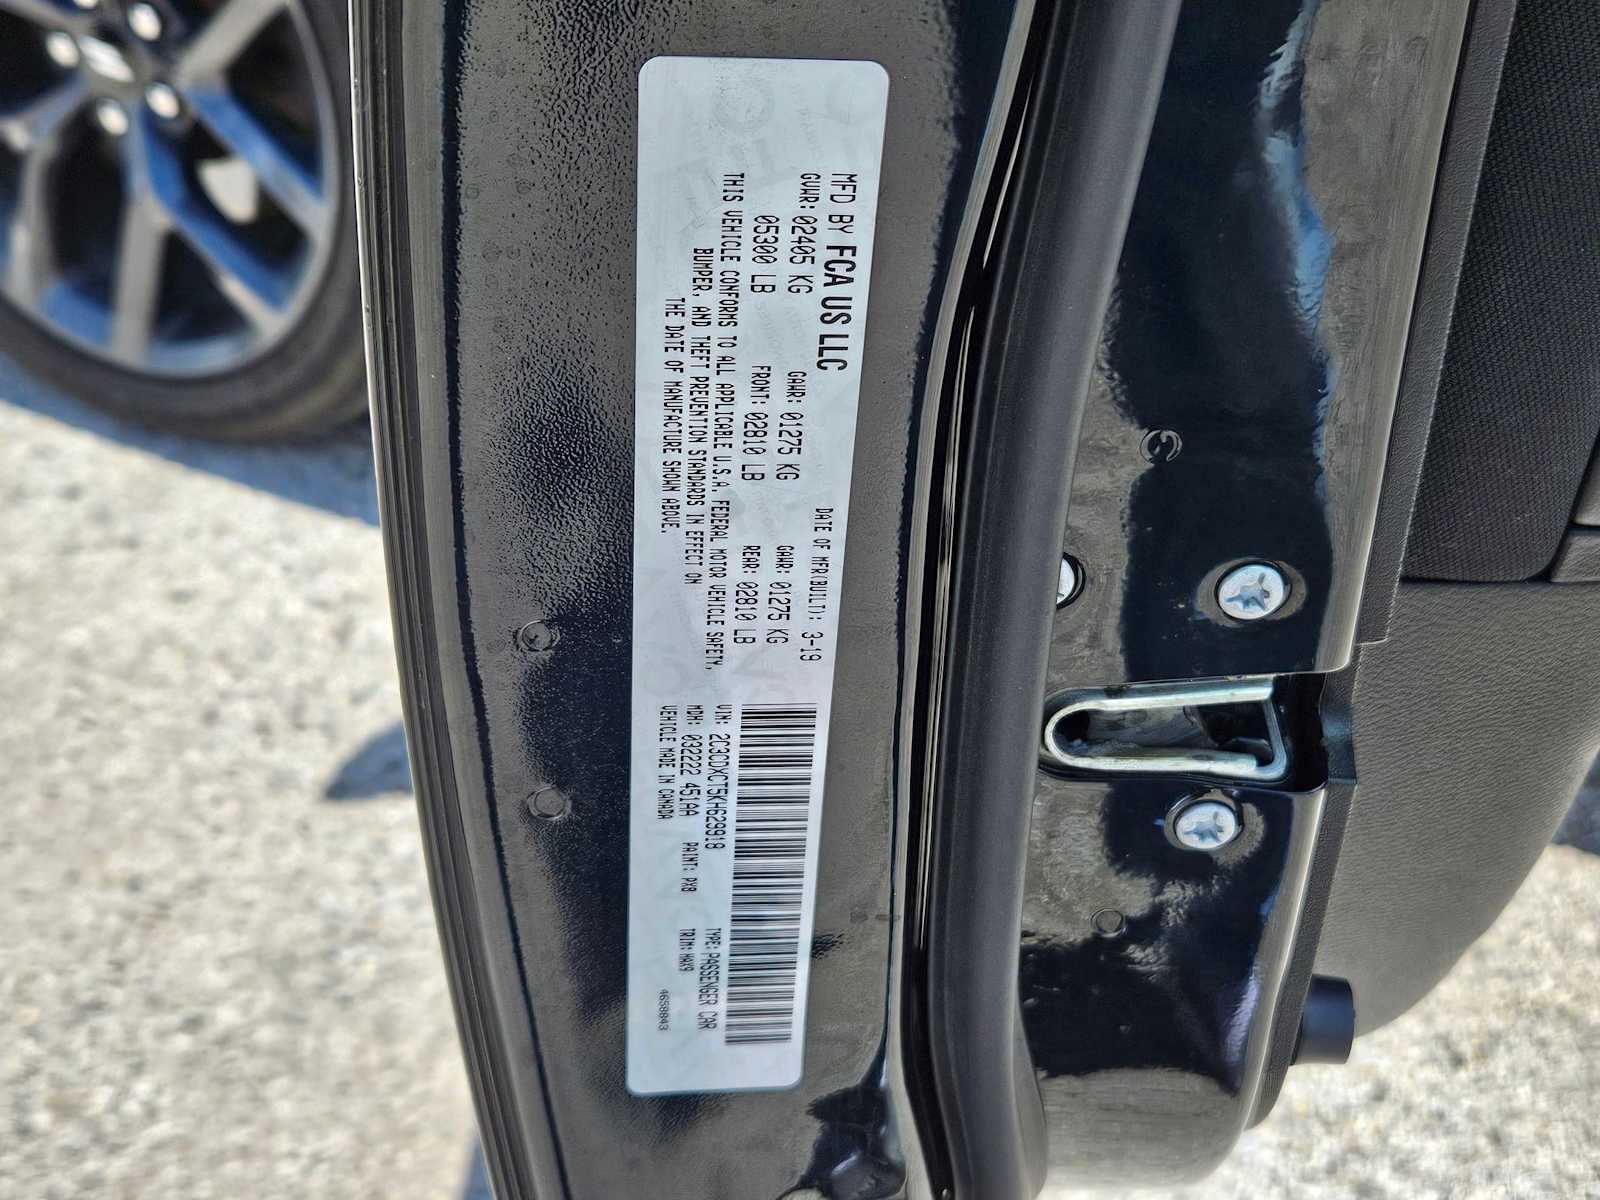 MFD BY FCA US LLC
DATE OF MFR(BUILT): 3-19
GVWR: 02405 KG GAWR: 01275 KG GAWR: 01275 KG
05300 LB FRONT: 02810 LB REAR: 02810 LB
THIS VEHICLE CONFORMS TO ALL APPLICABLE U.S.A. FEDERAL MOTOR VEHICLE SAFETY,
BUMPER, AND THEFT PREVENTION STANDARDS IN EFFECT ON
THE DATE OF MANUFACTURE SHOWN ABOVE.
VIN: 2C3CDXCT5KH629918 TYPE: PASSENGER CAR
MDH: 032222 451AA PAINT: PX8 TRIM: HAX9
VEHICLE MADE IN CANADA 4658843